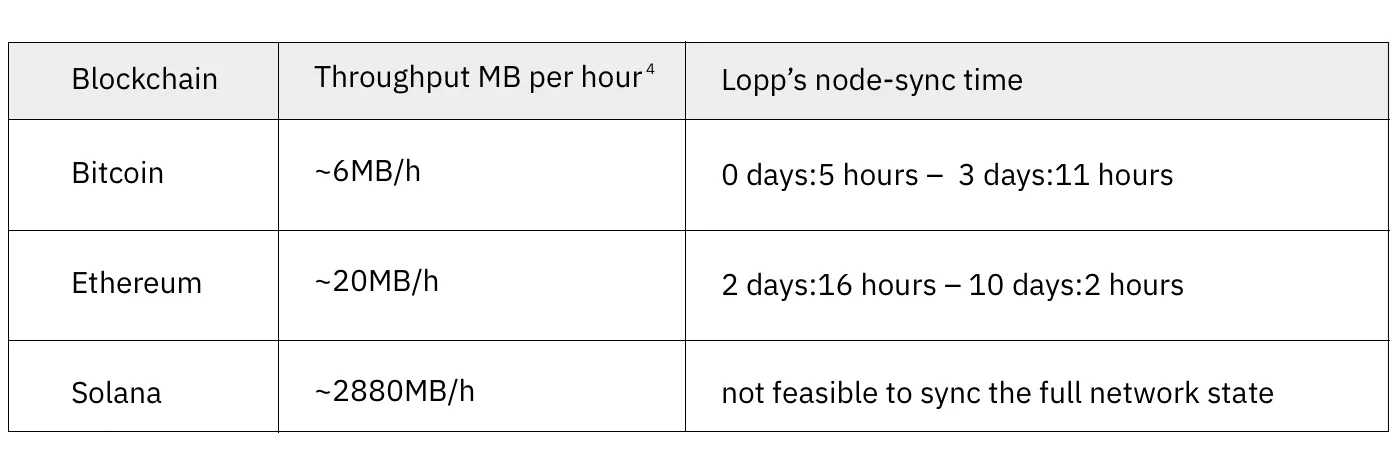 Blockchain Throughput MB per hour⁴ Lopp’s node-sync time
Bitcoin ~6MB/h 0 days:5 hours – 3 days:11 hours
Ethereum ~20MB/h 2 days:16 hours – 10 days:2 hours
Solana ~2880MB/h not feasible to sync the full network state